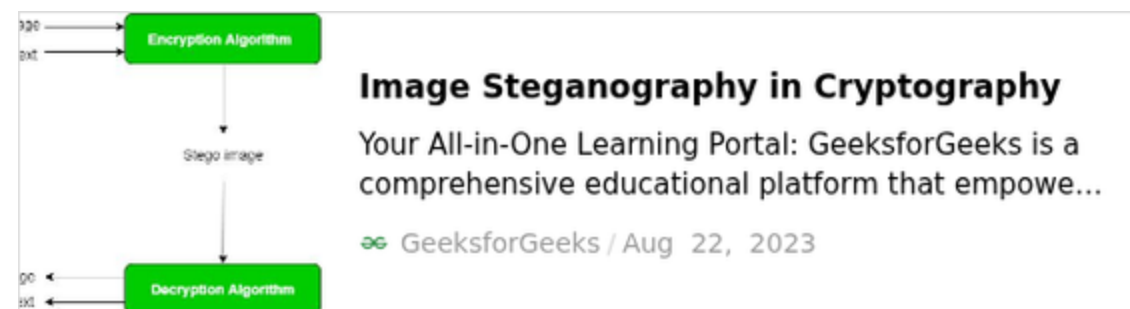 Encryption Algorithm
Stego image
Decryption Algorithm
Image Steganography in Cryptography
Your All-in-One Learning Portal: GeeksforGeeks is a
comprehensive educational platform that empowe...
GeeksforGeeks / Aug 22, 2023